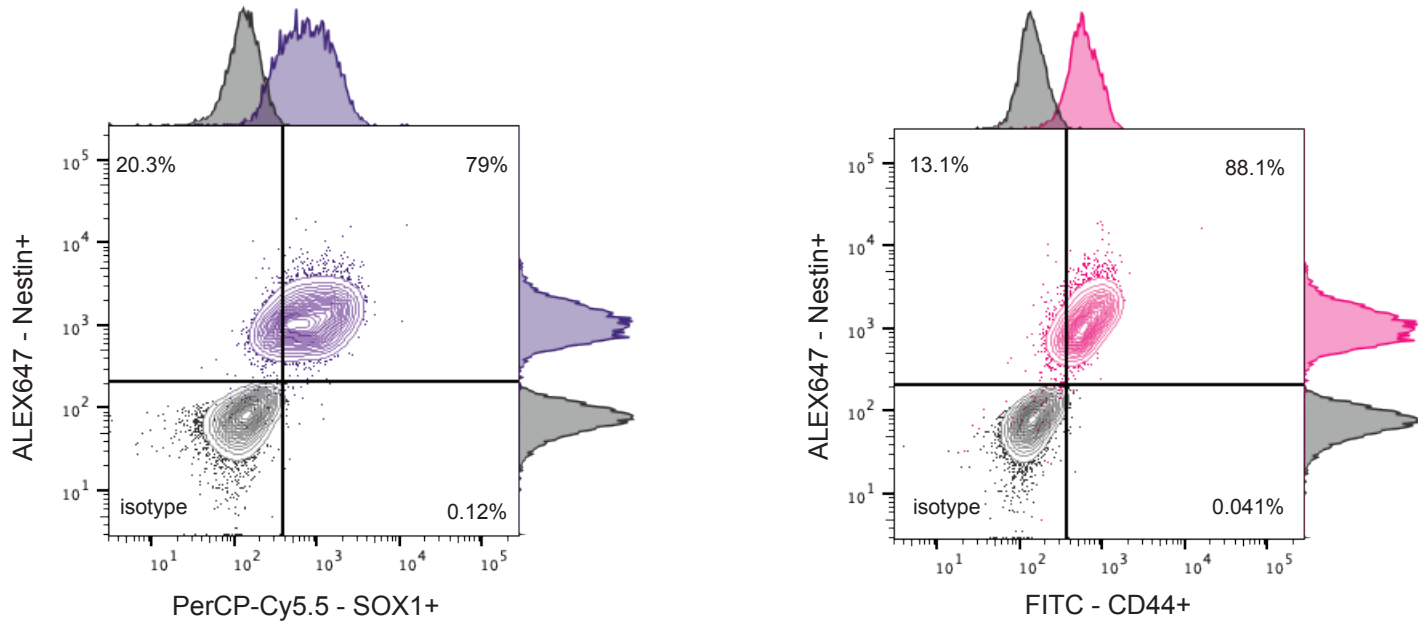 20.3%
79%
10^5
10^4
10^3
10^2
10^1
ALEX647 - Nestin+
isotype
0.12%
10^1 10^2 10^3 10^4 10^5
PerCP-Cy5.5 - SOX1+
13.1%
88.1%
10^5
10^4
10^3
10^2
10^1
ALEX647 - Nestin+
isotype
0.041%
10^1 10^2 10^3 10^4 10^5
FITC - CD44+